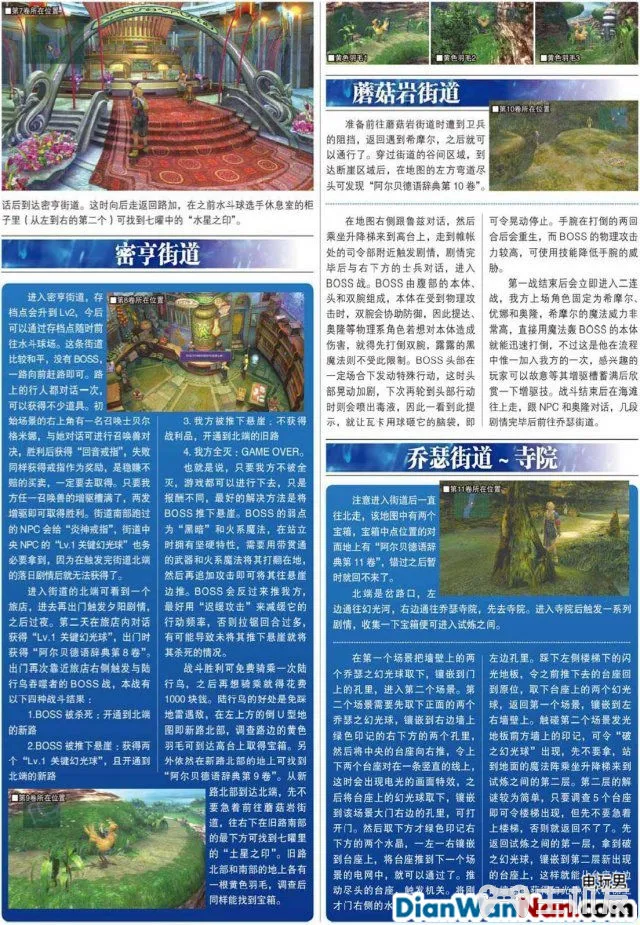 ■第7卷所在位置
话后到达密亨街道。这时向后走返回路加，在之前水斗球选手休息室的柜
子里（从左到右的第二个）可找到七曜中的“水星之印”。
密亨街道
进入密亨街道，存
档点会升到Lv2，今后
可以通过存档点随时前
往水斗球场。这条街道
比较和平，没有BOSS，
一路向前赶路即可。路
上的行人都对话一次，
可以获得不少道具。初
始场景的右上角有一名召唤士贝尔
格米娜，与她对话可进行召唤兽对
决，胜利后获得“回音戒指”，失败
同样获得戒指作为奖励，是稳赚不
赔的买卖，一定要去取得。只要我
方任一召唤兽的增驱槽满了，两发
增驱即可取得胜利。街道南部跑过
的NPC会给“炎神戒指”，街道中
央NPC的“Lv.1关键幻光球”也务
必要拿到，因为在触发完街道北端
的落日剧情后就无法获得了。
进入街道的北端可看到一个
旅店，进去再出门触发夕阳剧情，
之后过夜。第二天在旅店内对话
获得“Lv.1关键幻光球”，出门时
获得“阿尔贝德语辞典第8卷”。
出门再次靠近旅店右侧触发与陆
行鸟吞噬者的BOSS战，本战有
以下四种战斗结果：
1.BOSS被杀死：开通到北端
的新路
2.BOSS被推下悬崖：获得两
个“Lv.1关键幻光球”，且开通到
北端的新路
■第9卷所在位置
■第8卷所在位置
3.我方被推下悬崖：不获得
战利品，开通到北端的旧路
4.我方全灭：GAME OVER。
也就是说，只要我方不被全
灭，游戏都可以进行下去，只是
报酬不同，最好的解决方法是将
BOSS推下悬崖。BOSS的弱点
为“黑暗”和火系魔法，在站立
时拥有坚硬特性，需要用带贯通
的武器和火系魔法将其打翻在地，
然后再追加攻击即可将其往悬崖
边推。BOSS会反过来推我方，
最好用“迟缓攻击”来减缓它的
行动频率，否则拉锯回合过多，
有可能导致未将其推下悬崖就将
其杀死的情况。
战斗胜利可免费骑乘一次陆
行鸟，之后再想骑乘就得花费
1000块钱。陆行鸟的好处是免踩
地雷遇敌，在左上方的倒U型地
图即新路北部，调查路边的黄色
羽毛可到达高台上取得宝箱。另
外依然在新路北部的地上可找到
“阿尔贝德语辞典第9卷”。从新
路北部到达北端，先不
要急着前往蘑菇岩街
道，往右下在旧路南部
的最下方可找到七曜里
的“土星之印”。旧路
北部和南部的地上各有
一根黄色羽毛，调查后
同样能找到宝箱。
■黄色羽毛1
■黄色羽毛2
■黄色羽毛3
蘑菇岩街道
■第10卷所在位置
准备前往蘑菇岩街道时遭到卫兵
的阻挡，返回遇到希摩尔，之后就可
以通行了。穿过街道的谷间区域，到
达断崖区域后，在地图的左方弯道尽
头可发现“阿尔贝德语辞典第10卷”。
在地图右侧跟鲁兹对话，然后
乘坐升降梯来到高台上，走到帷帐
处的司令部附近触发剧情，剧情完
毕后与右下方的士兵对话，进入
BOSS战。BOSS由腹部的本体、
头和双腕组成，本体在受到物理攻
击时，双腕会协助防御，因此提达、
奥隆等物理系角色若想对本体造成
伤害，就得先打倒双腕，露露的黑
魔法则不受此限制。BOSS头部在
一定场合下发动特殊行动，这时头
部晃动加剧，下次再轮到头部行动
时则会喷出毒液，因此一看到此提
示，就让瓦卡用球砸它的脑袋，即
可令晃动停止。手腕在打倒的两回
合后会重生，而BOSS的物理攻击
力较高，可使用技能降低手腕的威
胁。
第一战结束后会立即进入二连
战，我方上场角色固定为希摩尔、
优娜和奥隆，希摩尔的魔法威力非
常高，直接用魔法轰BOSS的本体
就能迅速打倒，不过这是他在流程
中惟一加入我方的一次，感兴趣的
玩家可以故意等其增驱槽蓄满后欣
赏一下增驱技。战斗结束后在海滩
往上走，跟NPC和奥隆对话，几段
剧情完毕后前往乔瑟街道。
乔瑟街道~寺院
■第11卷所在位置
注意进入街道后一直
往北走，该地图中有两个
宝箱，宝箱中点位置的对
面地上有“阿尔贝德语辞
典第11卷”，错过之后暂
时就回不来了。
北端是岔路口，左
边通往幻光河，右边通往乔瑟寺院，先去寺院。进入寺院后触发一系列
剧情，收集一下宝箱便可进入试炼之间。
在第一个场景把墙壁上的两
个乔瑟幻光球取下，镶嵌到门
上的孔里，进入第二个场景。第
二个场景需要先取下正面的两个
乔瑟之幻光球，镶嵌到右边墙上
绿色印记的右下方的两个孔里，
然后将中央的台座向右推，令上
下两个台座对在一条竖直的线上，
这时会出现电光的画面特效，之
后将台座上的幻光球取下，镶嵌
到该场景大门右边的孔里，可打
开门。然后取下方才绿色印记右
下方的两个水晶，一左一右镶嵌
到台座上，将台座推到下一个场
景的电网中，就可以通过了。推
动尽头的台座，触发机关。将刚
才门右侧的水
左边孔里。踩下左侧楼梯下的闪
光地板，令之前推下去的台座回
到原位，取下台座上的两个幻光
球，返回第一个场景，镶嵌到左
右墙壁上。触碰第二个场景发光
地板前方墙上的印记，可令“破
之幻光球”出现，先不要拿，站
到地面的魔法阵乘坐升降梯来到
试炼之间的第二层。第二层的解
谜较为简单，只要调查5个台座
即可令楼梯出现，但先不要急着
上楼梯，否则就返回不了了。先
返回试炼之间的第一层，拿到破
之幻光球，镶嵌到第二层新出现
的台座上，这样就能
电玩男
DianWanNan.com